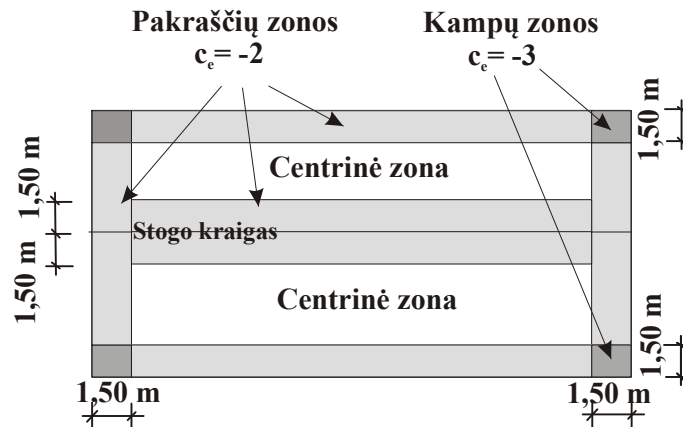 Pakraščių zonos
cₑ= -2
Kampų zonos
cₑ= -3
1,50 m
Centrinė zona
1,50 m
Stogo kraigas
1,50 m
Centrinė zona
1,50 m
1,50 m
1,50 m